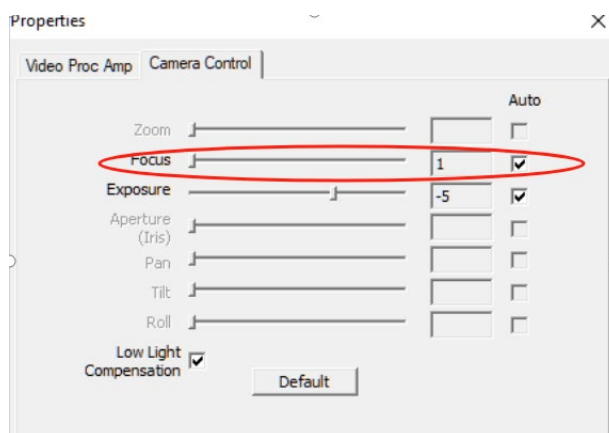 Properties
Video Proc Amp Camera Control
Auto
Zoom
Focus 1
Exposure -5
Aperture
(Iris)
Pan
Tilt
Roll
Low Light
Compensation
Default